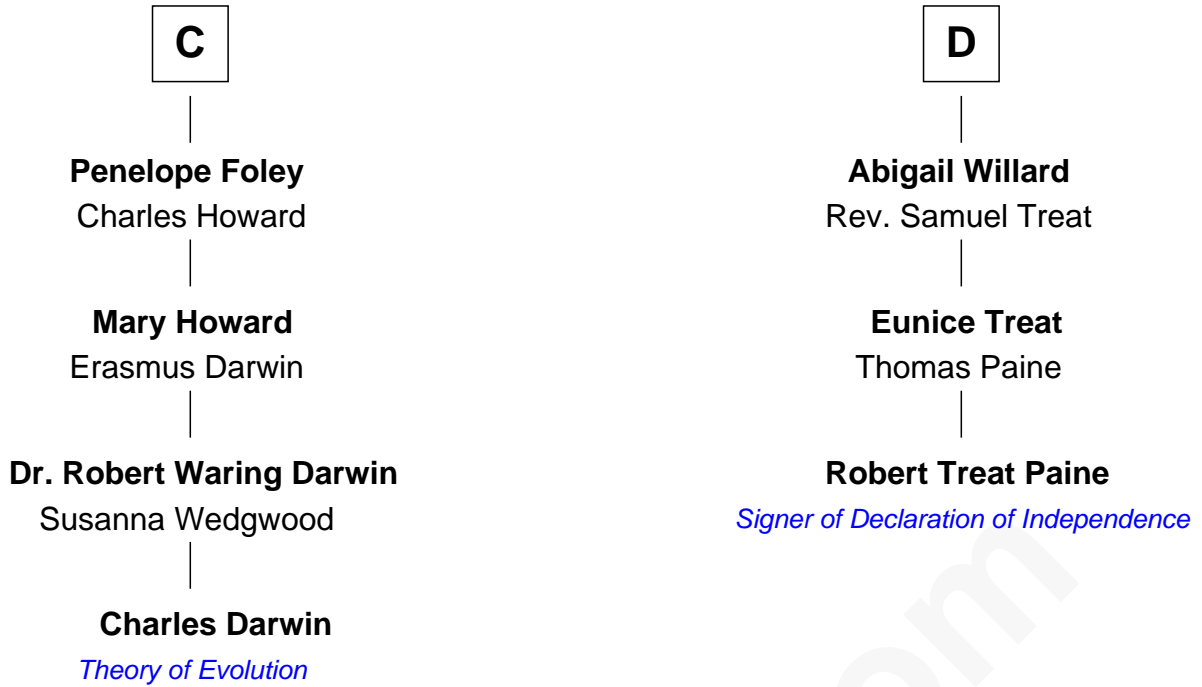 C
Penelope Foley
Charles Howard
Mary Howard
Erasmus Darwin
Dr. Robert Waring Darwin
Susanna Wedgwood
Charles Darwin
Theory of Evolution
D
Abigail Willard
Rev. Samuel Treat
Eunice Treat
Thomas Paine
Robert Treat Paine
Signer of Declaration of Independence
om